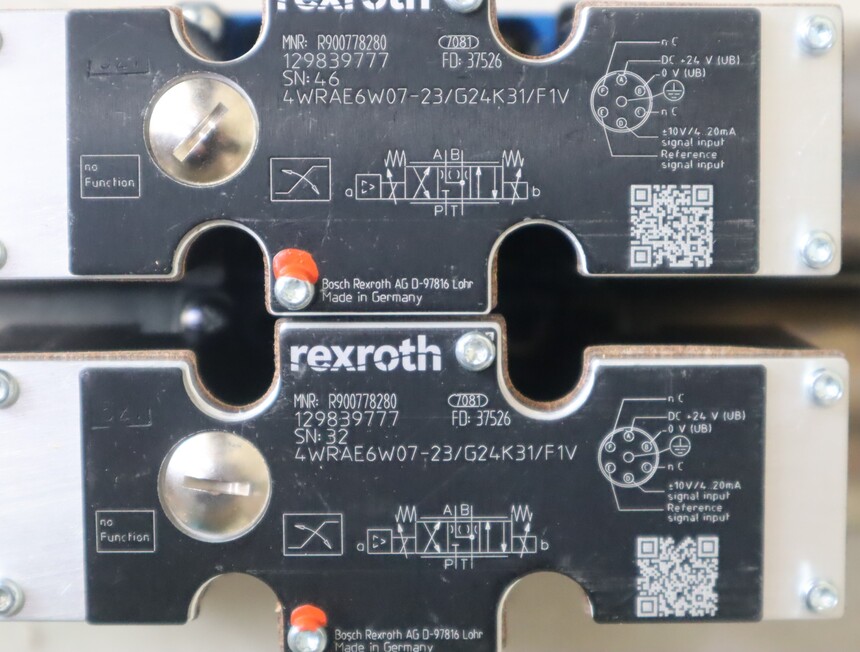 rexroth
MNR: R900778280 7081
129839777 FD: 37526
SN: 46
4WRAE6W07-23/G24K31/F1V
n C
DC +24 V (UB)
0 V (UB)
A
F B
E C
D
n C
±10V/4..20mA
signal input
Reference
signal input
no
Function
A B
a b
P T
Bosch Rexroth AG D-97816 Lohr
Made in Germany
rexroth
MNR: R900778280 7081
129839777 FD: 37526
SN: 32
4WRAE6W07-23/G24K31/F1V
n C
DC +24 V (UB)
0 V (UB)
A
F B
E C
D
n C
±10V/4..20mA
signal input
Reference
signal input
no
Function
A B
a b
P T
Bosch Rexroth AG D-97816 Lohr
Made in Germany